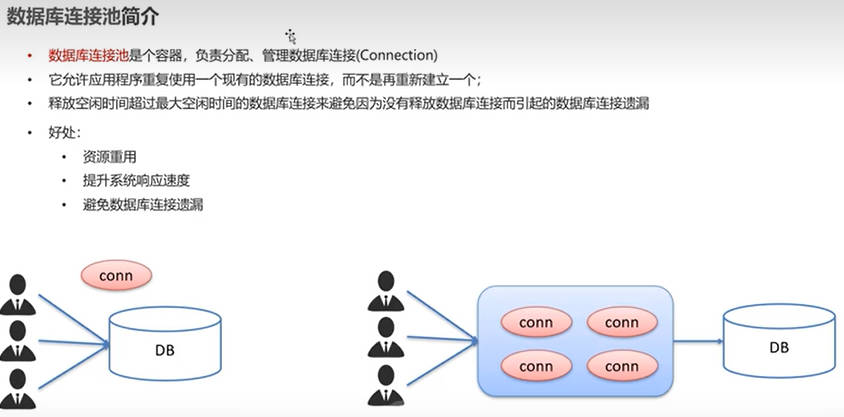 数据库连接池简介
• 数据库连接池是个容器，负责分配、管理数据库连接(Connection)
• 它允许应用程序重复使用一个现有的数据库连接，而不是再重新建立一个；
• 释放空闲时间超过最大空闲时间的数据库连接来避免因为没有释放数据库连接而引起的数据库连接遗漏
• 好处：
• 资源重用
• 提升系统响应速度
• 避免数据库连接遗漏
conn
DB
conn
conn
conn
conn
DB